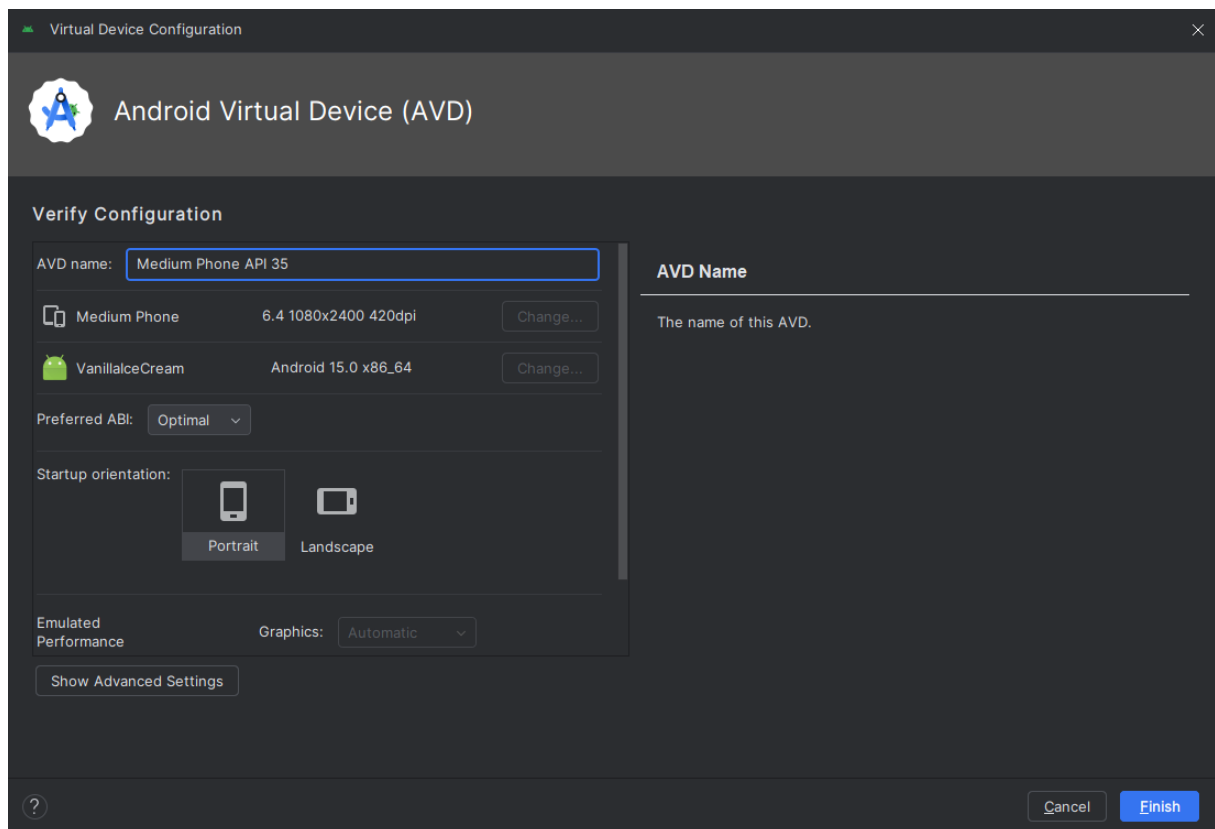 Virtual Device Configuration
Android Virtual Device (AVD)
Verify Configuration
AVD name: Medium Phone API 35
Medium Phone 6.4 1080x2400 420dpi Change...
VanillaIceCream Android 15.0 x86_64 Change...
Preferred ABI: Optimal
Startup orientation:
Portrait Landscape
Emulated Performance Graphics: Automatic
Show Advanced Settings
AVD Name
The name of this AVD.
? Cancel Finish